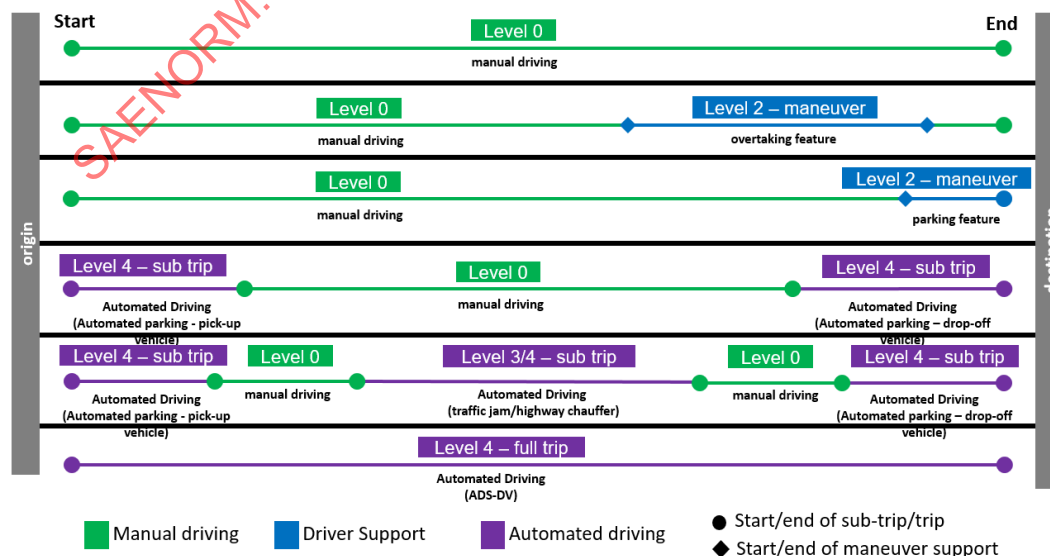 Start
End
Level 0
manual driving
Level 0
Level 2 – maneuver
manual driving
overtaking feature
Level 0
Level 2 – maneuver
manual driving
parking feature
Level 4 – sub trip
Level 0
Level 4 – sub trip
Automated Driving
(Automated parking - pick-up
vehicle)
manual driving
Automated Driving
(Automated parking – drop-off
vehicle)
Level 4 – sub trip
Level 0
Level 3/4 – sub trip
Level 0
Level 4 – sub trip
Automated Driving
(Automated parking - pick-up
vehicle)
manual driving
Automated Driving
(traffic jam/highway chauffer)
manual driving
Automated Driving
(Automated parking – drop-off
vehicle)
Level 4 – full trip
Automated Driving
(ADS-DV)
origin
destination
Manual driving
Driver Support
Automated driving
Start/end of sub-trip/trip
Start/end of maneuver support
SAENORM.